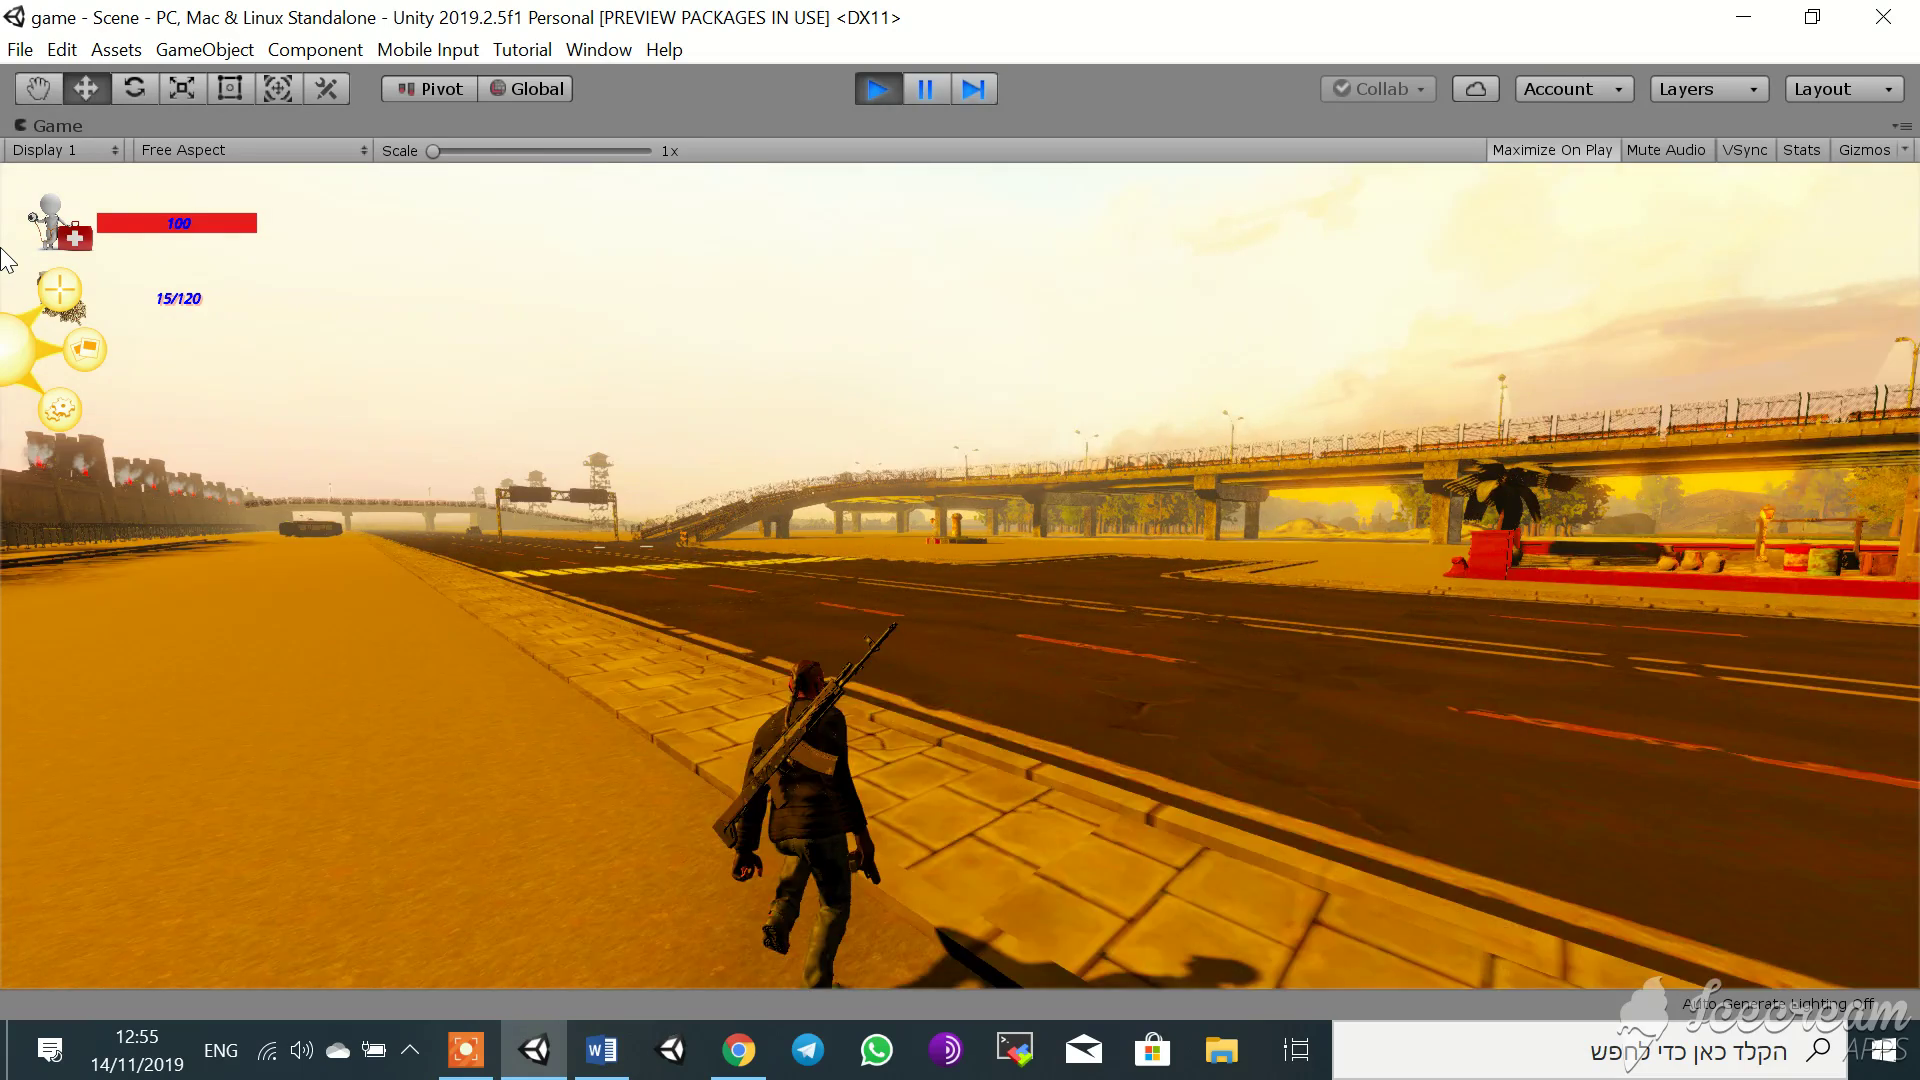 game - Scene - PC, Mac & Linux Standalone - Unity 2019.2.5f1 Personal [PREVIEW PACKAGES IN USE] <DX11>
File Edit Assets GameObject Component Mobile Input Tutorial Window Help
Pivot Global Collab Account Layers Layout
Game
Display 1 Free Aspect Scale 1x Maximize On Play Mute Audio VSync Stats Gizmos
100
15/120
Auto Generate Lighting Off
Icecream
APPS
12:55
14/11/2019
ENG
הקלד כאן כדי לחפש